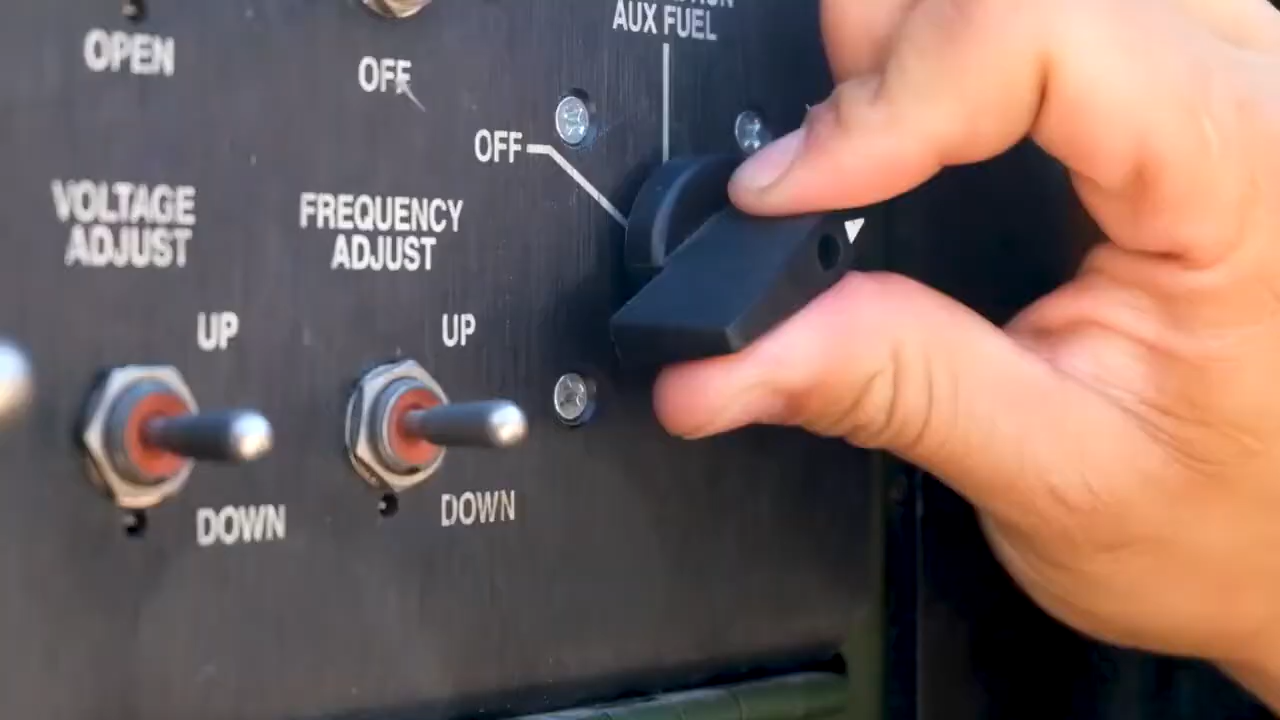 OPEN
OFF
AUX FUEL
OFF
VOLTAGE
ADJUST
FREQUENCY
ADJUST
UP
UP
DOWN
DOWN